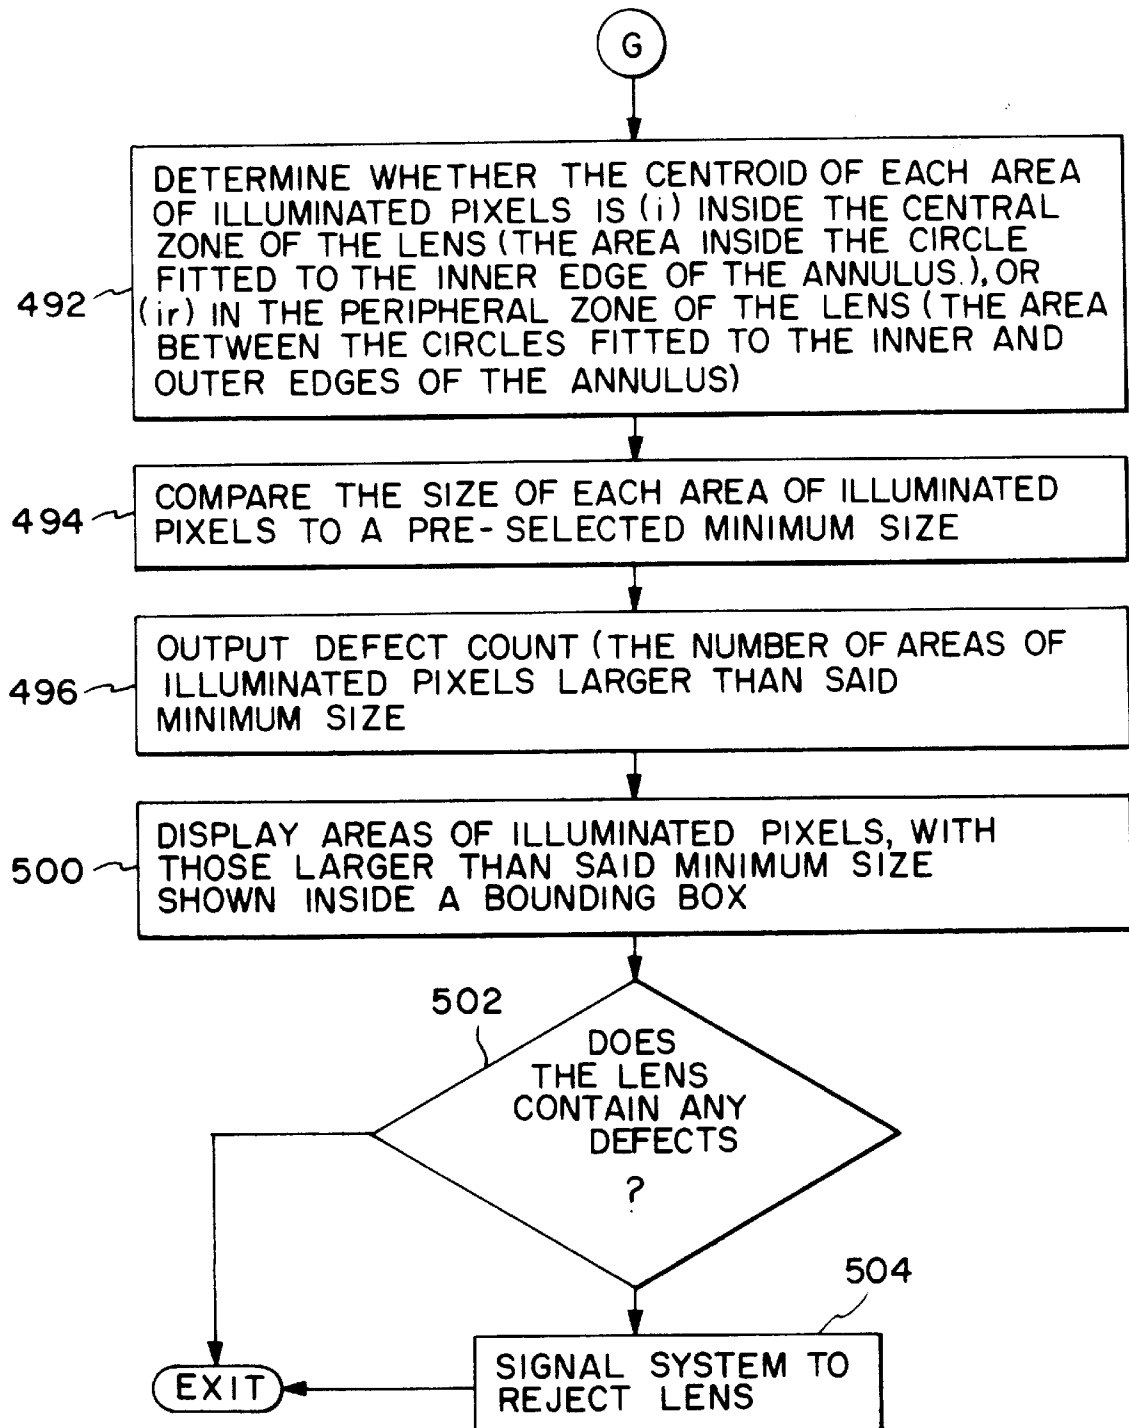 G
DETERMINE WHETHER THE CENTROID OF EACH AREA
OF ILLUMINATED PIXELS IS (i) INSIDE THE CENTRAL
ZONE OF THE LENS (THE AREA INSIDE THE CIRCLE
FITTED TO THE INNER EDGE OF THE ANNULUS.), OR
(ir) IN THE PERIPHERAL ZONE OF THE LENS (THE AREA
BETWEEN THE CIRCLES FITTED TO THE INNER AND
OUTER EDGES OF THE ANNULUS)
492
COMPARE THE SIZE OF EACH AREA OF ILLUMINATED
PIXELS TO A PRE-SELECTED MINIMUM SIZE
494
OUTPUT DEFECT COUNT (THE NUMBER OF AREAS OF
ILLUMINATED PIXELS LARGER THAN SAID
MINIMUM SIZE
496
DISPLAY AREAS OF ILLUMINATED PIXELS, WITH
THOSE LARGER THAN SAID MINIMUM SIZE
SHOWN INSIDE A BOUNDING BOX
500
502
DOES
THE LENS
CONTAIN ANY
DEFECTS
?
504
SIGNAL SYSTEM TO
REJECT LENS
EXIT